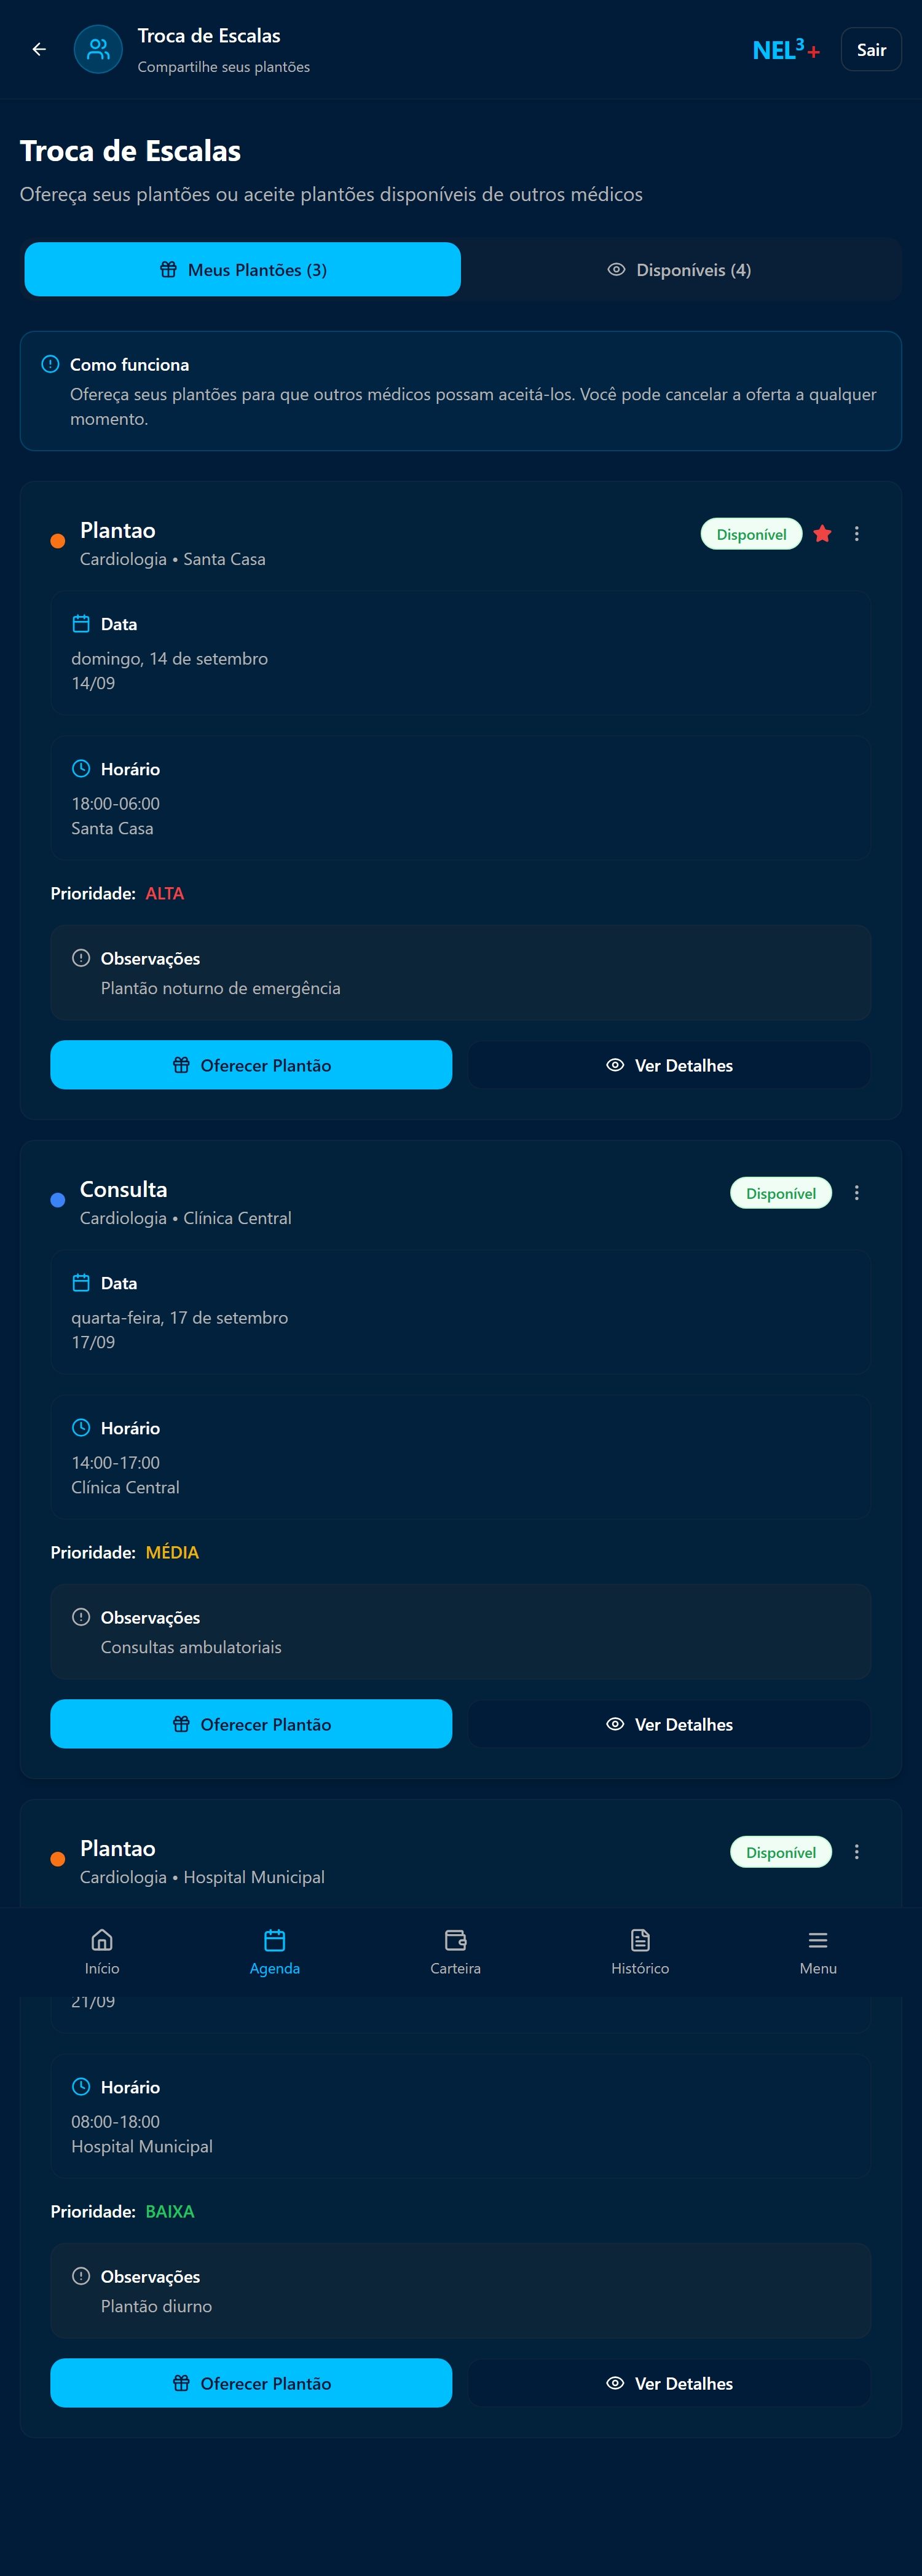 Troca de Escalas
Compartilhe seus plantões
NEL³+
Sair
Troca de Escalas
Ofereça seus plantões ou aceite plantões disponíveis de outros médicos
Meus Plantões (3)
Disponíveis (4)
Como funciona
Ofereça seus plantões para que outros médicos possam aceitá-los. Você pode cancelar a oferta a qualquer
momento.
Plantao
Disponível
Cardiologia • Santa Casa
Data
domingo, 14 de setembro
14/09
Horário
18:00-06:00
Santa Casa
Prioridade: ALTA
Observações
Plantão noturno de emergência
Oferecer Plantão
Ver Detalhes
Consulta
Disponível
Cardiologia • Clínica Central
Data
quarta-feira, 17 de setembro
17/09
Horário
14:00-17:00
Clínica Central
Prioridade: MÉDIA
Observações
Consultas ambulatoriais
Oferecer Plantão
Ver Detalhes
Plantao
Disponível
Cardiologia • Hospital Municipal
Início
Agenda
Carteira
Histórico
Menu
21/09
Horário
08:00-18:00
Hospital Municipal
Prioridade: BAIXA
Observações
Plantão diurno
Oferecer Plantão
Ver Detalhes